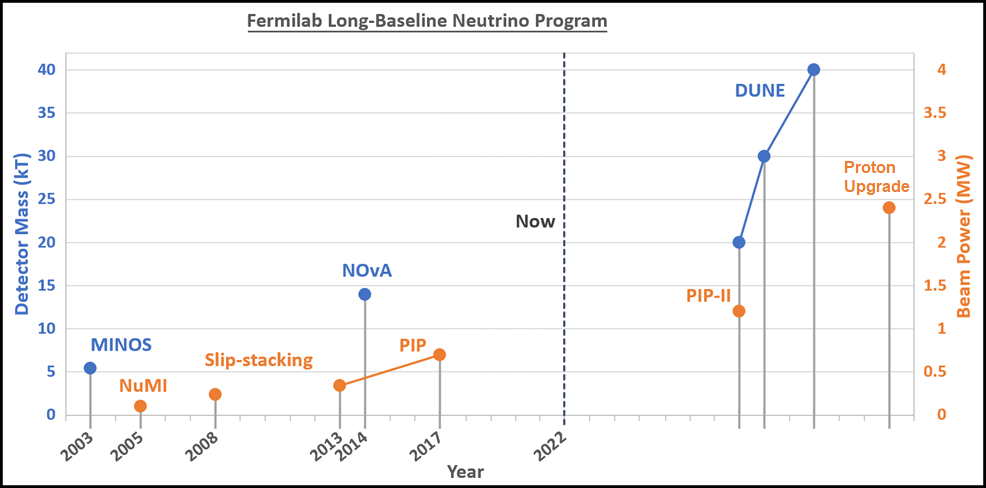 Fermilab Long-Baseline Neutrino Program
40
35
30
25
20
15
10
5
0
Detector Mass (kT)
MINOS
NuMI
Slip-stacking
NOvA
PIP
Now
PIP-II
DUNE
Proton
Upgrade
4
3.5
3
2.5
2
1.5
1
0.5
0
Beam Power (MW)
2003
2005
2008
2013
2014
2017
2022
Year